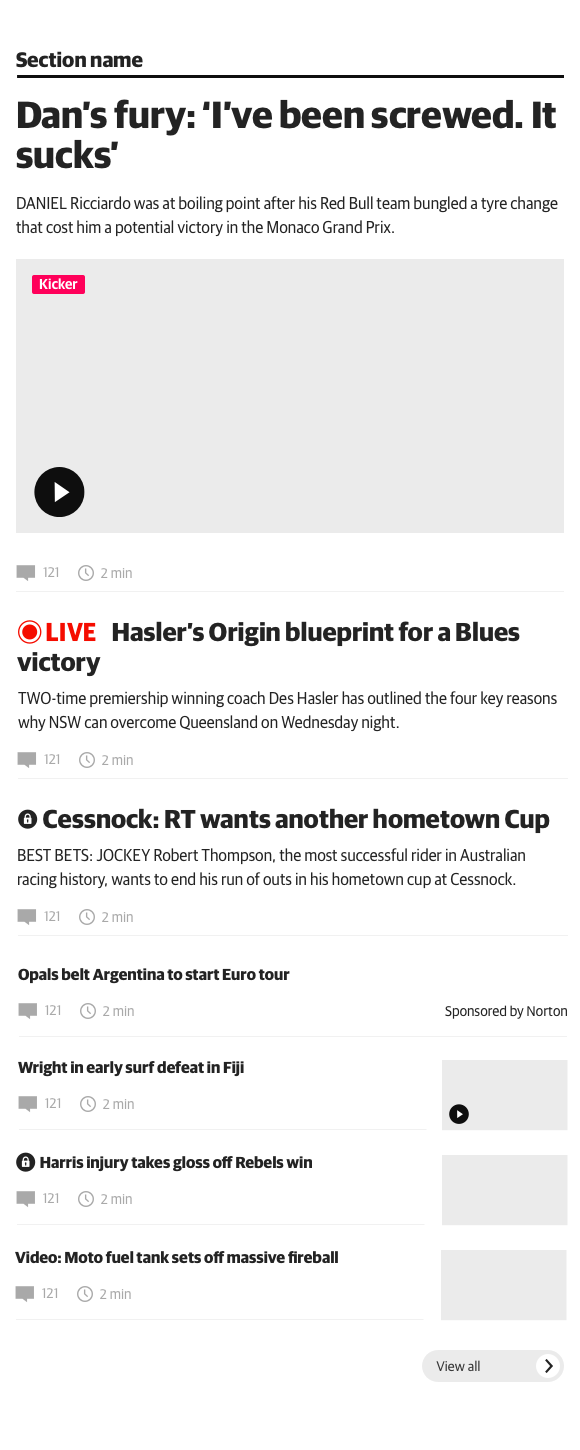 Section name
Dan’s fury: ‘I’ve been screwed. It
sucks’
DANIEL Ricciardo was at boiling point after his Red Bull team bungled a tyre change
that cost him a potential victory in the Monaco Grand Prix.
Kicker
121 2 min
LIVE Hasler’s Origin blueprint for a Blues
victory
TWO-time premiership winning coach Des Hasler has outlined the four key reasons
why NSW can overcome Queensland on Wednesday night.
121 2 min
Cessnock: RT wants another hometown Cup
BEST BETS: JOCKEY Robert Thompson, the most successful rider in Australian
racing history, wants to end his run of outs in his hometown cup at Cessnock.
121 2 min
Opals belt Argentina to start Euro tour
121 2 min Sponsored by Norton
Wright in early surf defeat in Fiji
121 2 min
Harris injury takes gloss off Rebels win
121 2 min
Video: Moto fuel tank sets off massive fireball
121 2 min
View all